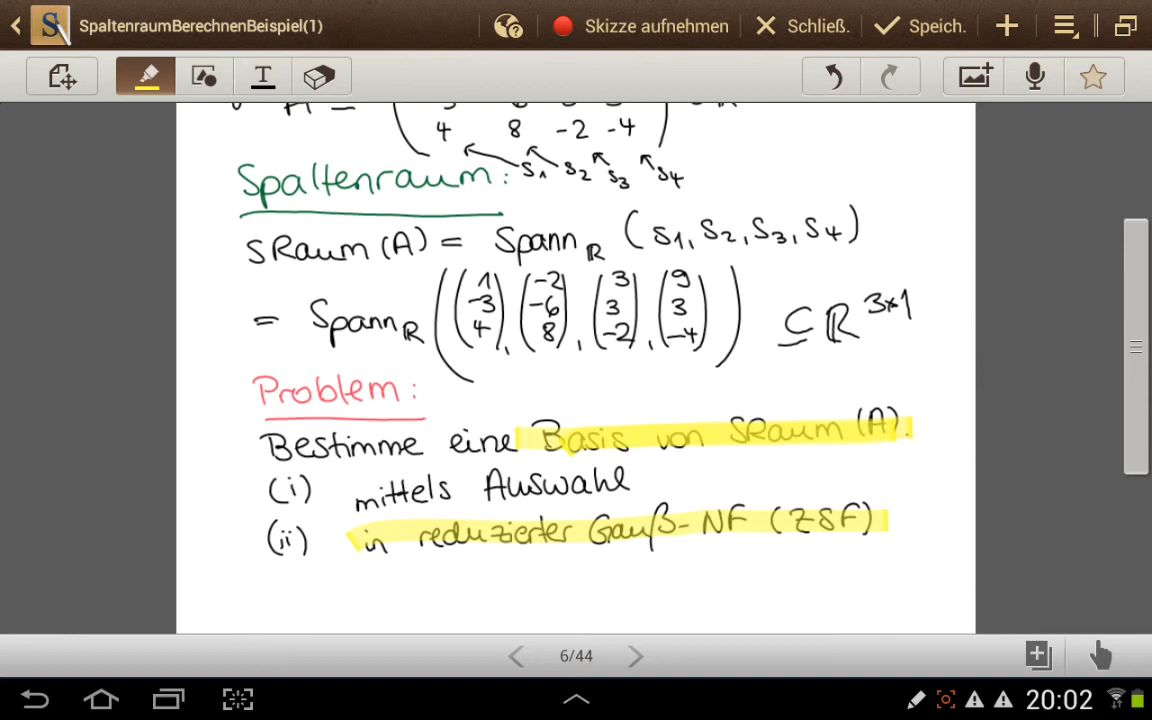 SpaltenraumBerechnenBeispiel(1) Skizze aufnehmen Schließ. Speich.
A =
4 8 -2 -4
Spaltenraum: S1 S2 S3 S4
SRaum (A) = Spann ℝ (S1, S2, S3, S4)
= Spann ℝ ((1 -3 4), (-2 -6 8), (3 3 -2), (9 3 -4)) ⊆ ℝ 3×1
Problem:
Bestimme eine Basis von SRaum (A).
(i) mittels Auswahl
(ii) in reduzierter Gauß-NF (ZSF)
6/44
20:02